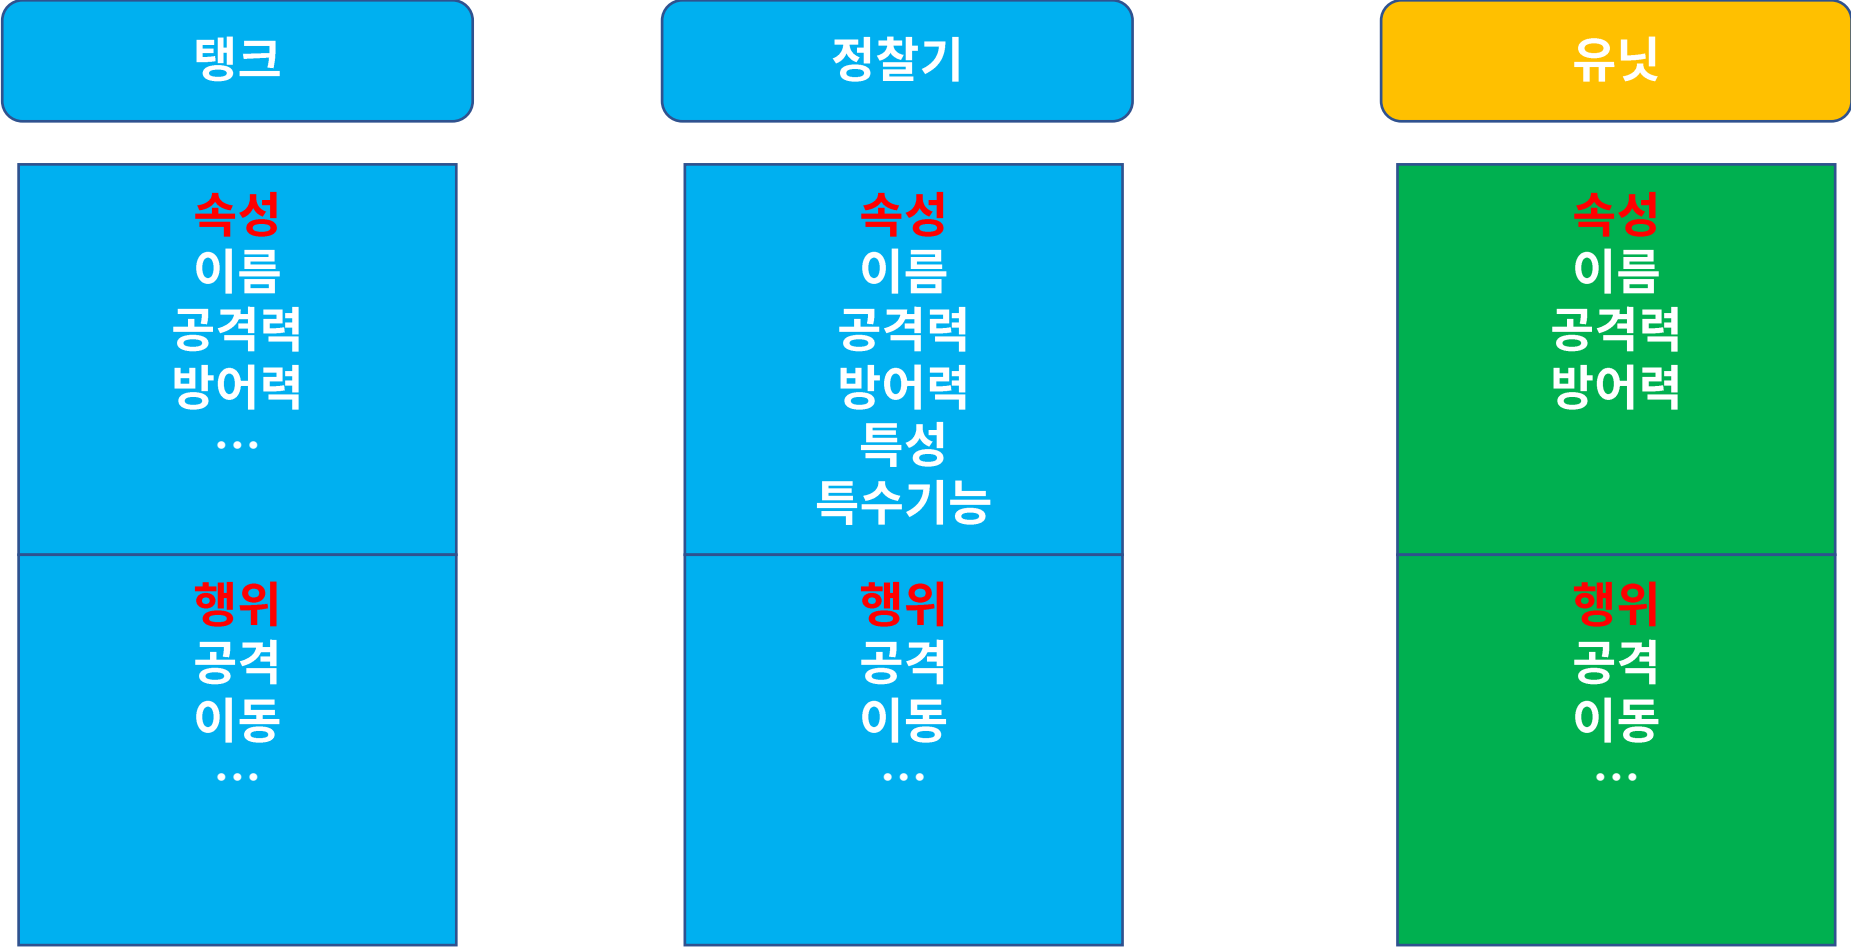 탱크
속성
이름
공격력
방어력
...
행위
공격
이동
...
정찰기
속성
이름
공격력
방어력
특성
특수기능
행위
공격
이동
...
유닛
속성
이름
공격력
방어력
행위
공격
이동
...